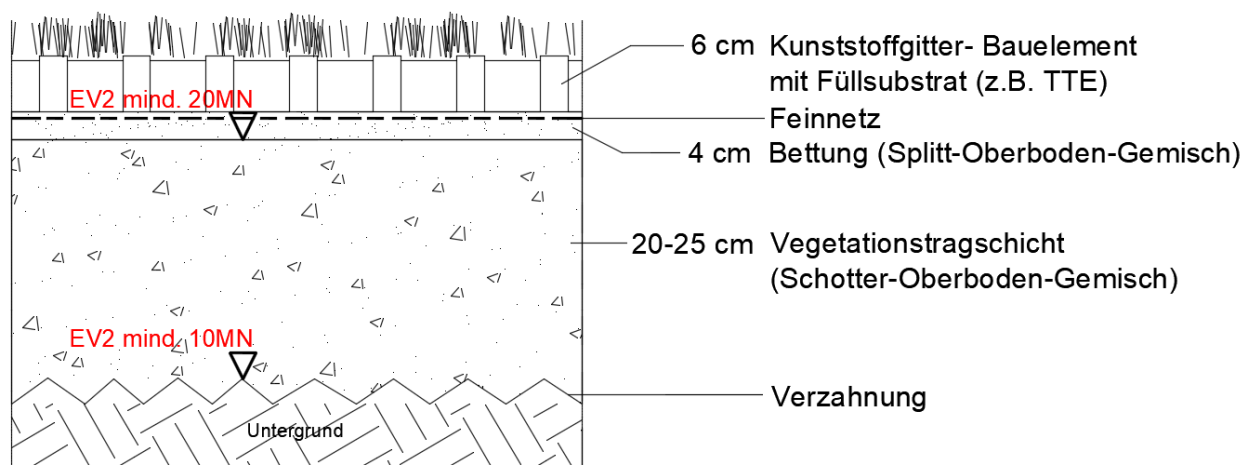 6 cm Kunststoffgitter- Bauelement
mit Füllsubstrat (z.B. TTE)
EV2 mind. 20MN
Feinnetz
4 cm Bettung (Splitt-Oberboden-Gemisch)
20-25 cm Vegetationstragschicht
(Schotter-Oberboden-Gemisch)
EV2 mind. 10MN
Verzahnung
Untergrund